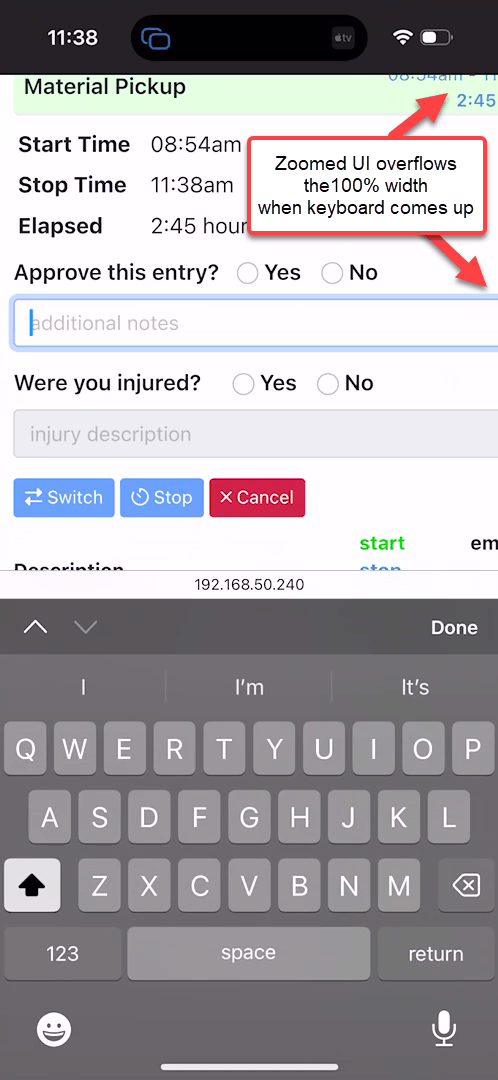 11:38
tv
Material Pickup
08:54am - 11
2:45
Start Time 08:54am
Stop Time 11:38am
Elapsed 2:45 hour
Zoomed UI overflows
the100% width
when keyboard comes up
Approve this entry? Yes No
additional notes
Were you injured? Yes No
injury description
Switch Stop Cancel
start em
Description stop
192.168.50.240
Done
I I'm It's
Q W E R T Y U I O P
A S D F G H J K L
Z X C V B N M
123 space return